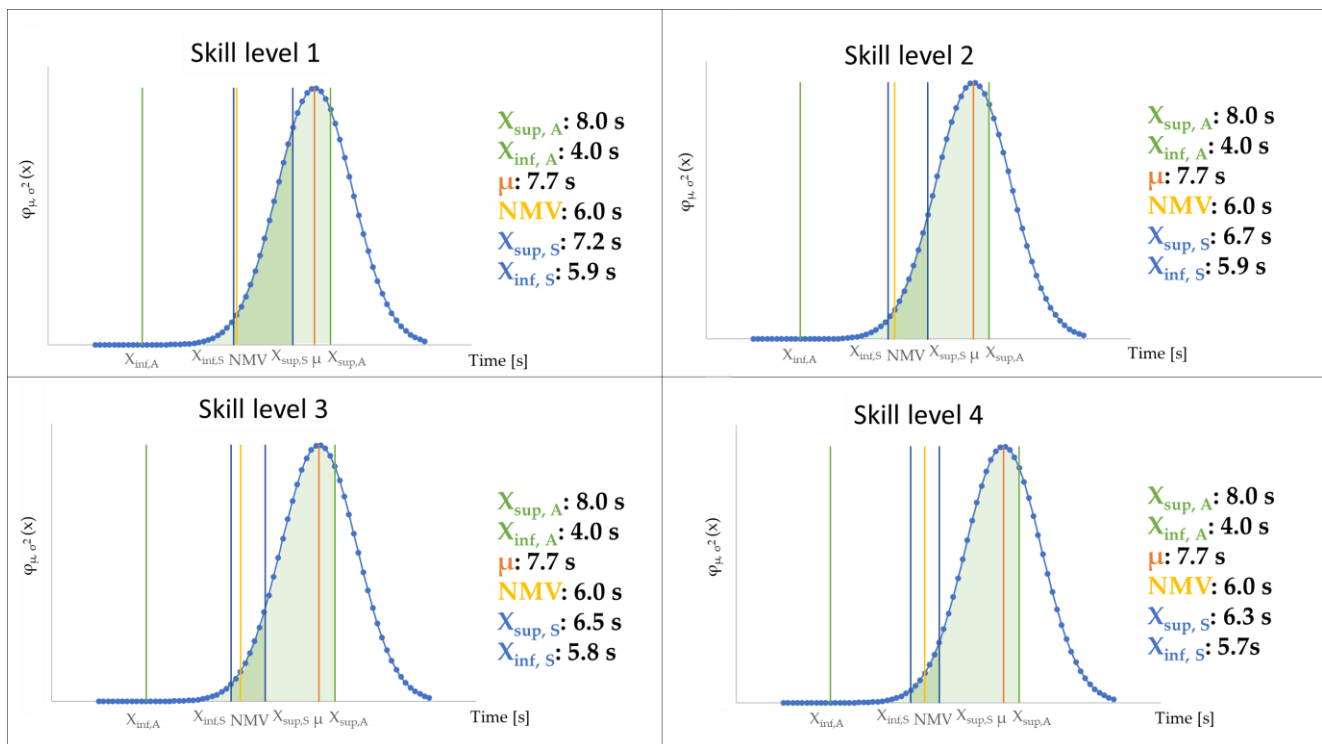 Skill level 1
φμ, σ² (x)
Xsup, A: 8.0 s
Xinf, A: 4.0 s
μ: 7.7 s
NMV: 6.0 s
Xsup, S: 7.2 s
Xinf, S: 5.9 s
Xinf,A Xinf,S NMV Xsup,S μ Xsup,A Time [s]
Skill level 2
φμ, σ² (x)
Xsup, A: 8.0 s
Xinf, A: 4.0 s
μ: 7.7 s
NMV: 6.0 s
Xsup, S: 6.7 s
Xinf, S: 5.9 s
Xinf,A Xinf,S NMV Xsup,S μ Xsup,A Time [s]
Skill level 3
φμ, σ² (x)
Xsup, A: 8.0 s
Xinf, A: 4.0 s
μ: 7.7 s
NMV: 6.0 s
Xsup, S: 6.5 s
Xinf, S: 5.8 s
Xinf,A Xinf,S NMV Xsup,S μ Xsup,A Time [s]
Skill level 4
φμ, σ² (x)
Xsup, A: 8.0 s
Xinf, A: 4.0 s
μ: 7.7 s
NMV: 6.0 s
Xsup, S: 6.3 s
Xinf, S: 5.7s
Xinf,A Xinf,S NMV Xsup,S μ Xsup,A Time [s]